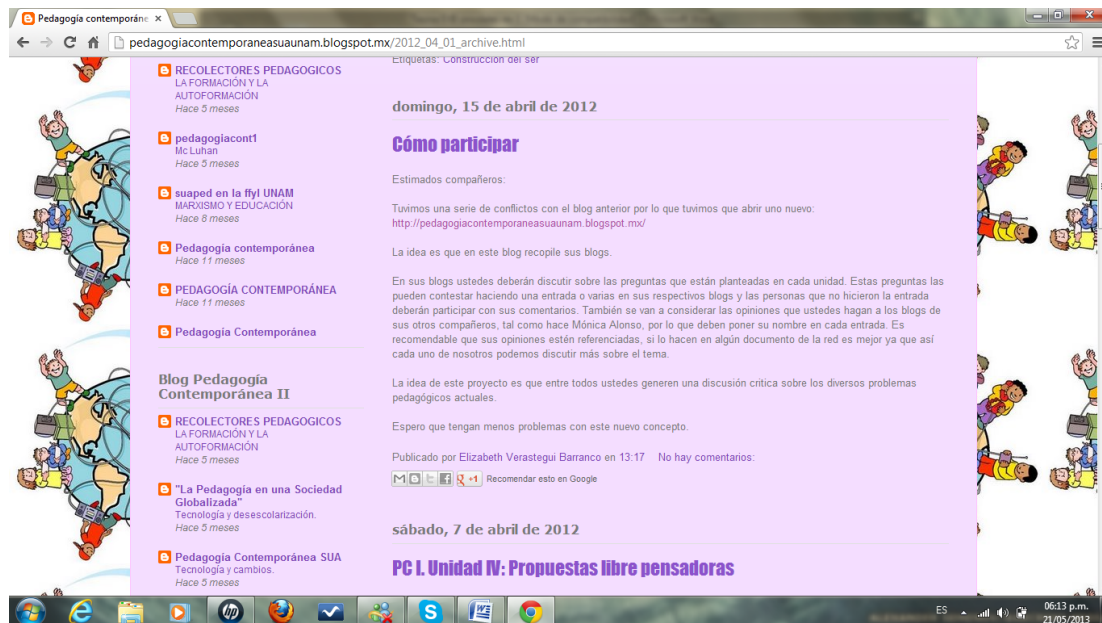 Pedagogía contemporánc
pedagogiacontemporaneasuaunam.blogspot.mx/2012_04_01_archive.html
RECOLECTORES PEDAGOGICOS
LA FORMACIÓN Y LA
AUTOFORMACIÓN
Hace 5 meses
pedagogiacont1
Mc Luhan
Hace 5 meses
suaped en la ffyl UNAM
MARXISMO Y EDUCACIÓN
Hace 8 meses
Pedagogía contemporánea
Hace 11 meses
PEDAGOGÍA CONTEMPORÁNEA
Hace 11 meses
Pedagogía Contemporánea
Blog Pedagogía
Contemporánea II
RECOLECTORES PEDAGOGICOS
LA FORMACIÓN Y LA
AUTOFORMACIÓN
Hace 5 meses
"La Pedagogía en una Sociedad
Globalizada"
Tecnología y desescolarización.
Hace 5 meses
Pedagogía Contemporánea SUA
Tecnología y cambios.
Hace 5 meses
Etiquetas: Construcción del ser
domingo, 15 de abril de 2012
Cómo participar
Estimados compañeros:
Tuvimos una serie de conflictos con el blog anterior por lo que tuvimos que abrir uno nuevo:
http://pedagogiacontemporaneasuaunam.blogspot.mx/
La idea es que en este blog recopile sus blogs.
En sus blogs ustedes deberán discutir sobre las preguntas que están planteadas en cada unidad. Estas preguntas las
pueden contestar haciendo una entrada o varias en sus respectivos blogs y las personas que no hicieron la entrada
deberán participar con sus comentarios. También se van a considerar las opiniones que ustedes hagan a los blogs de
sus otros compañeros, tal como hace Mónica Alonso, por lo que deben poner su nombre en cada entrada. Es
recomendable que sus opiniones estén referenciadas, si lo hacen en algún documento de la red es mejor ya que así
cada uno de nosotros podemos discutir más sobre el tema.
La idea de este proyecto es que entre todos ustedes generen una discusión critica sobre los diversos problemas
pedagógicos actuales.
Espero que tengan menos problemas con este nuevo concepto.
Publicado por Elizabeth Verastegui Barranco en 13:17 No hay comentarios:
+1 Recomendar esto en Google
sábado, 7 de abril de 2012
PC I. Unidad IV: Propuestas libre pensadoras
ES
06:13 p.m.
21/05/2013